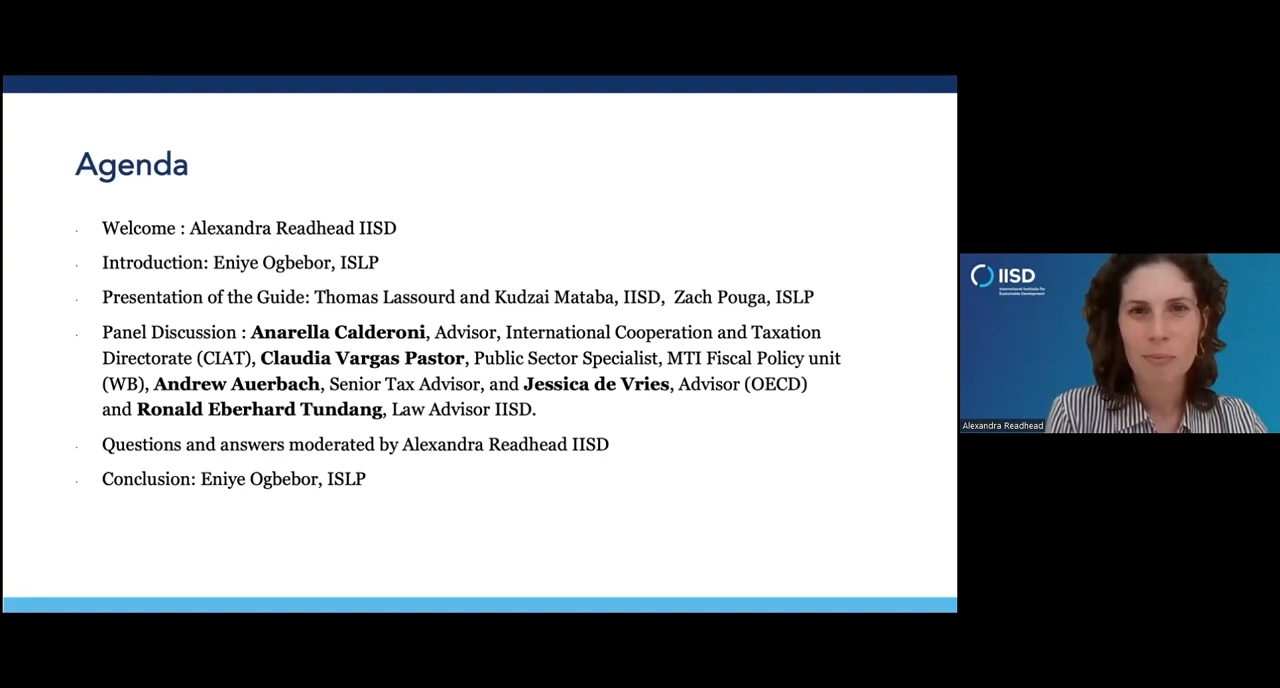 Agenda
Welcome : Alexandra Readhead IISD
Introduction: Eniye Ogbebor, ISLP
Presentation of the Guide: Thomas Lassourd and Kudzai Mataba, IISD, Zach Pouga, ISLP
Panel Discussion : Anarella Calderoni, Advisor, International Cooperation and Taxation
Directorate (CIAT), Claudia Vargas Pastor, Public Sector Specialist, MTI Fiscal Policy unit
(WB), Andrew Auerbach, Senior Tax Advisor, and Jessica de Vries, Advisor (OECD)
and Ronald Eberhard Tundang, Law Advisor IISD.
Questions and answers moderated by Alexandra Readhead IISD
Conclusion: Eniye Ogbebor, ISLP
IISD
International Institute for
Sustainable Development
Alexandra Readhead